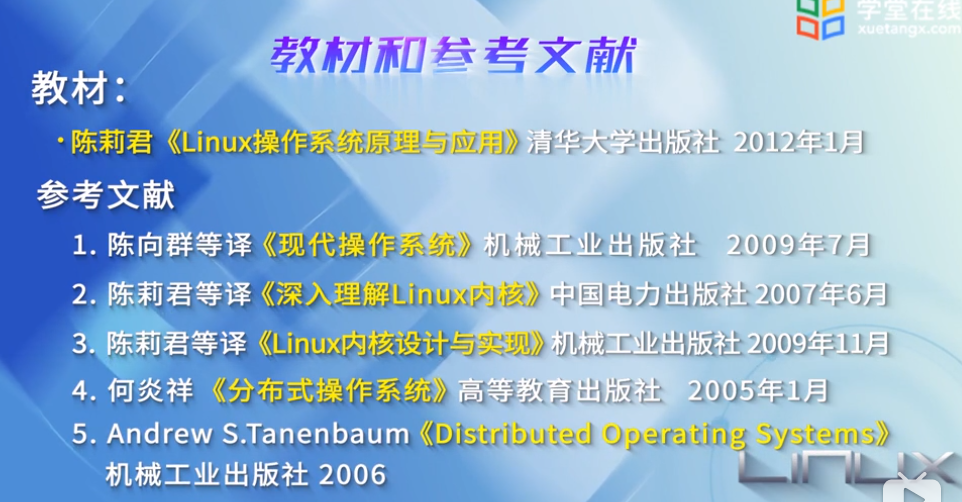 学堂在线
xuetangx.com
教材和参考文献
教材：
·陈莉君《Linux操作系统原理与应用》清华大学出版社 2012年1月
参考文献
1. 陈向群等译《现代操作系统》机械工业出版社 2009年7月
2. 陈莉君等译《深入理解Linux内核》中国电力出版社 2007年6月
3. 陈莉君等译《Linux内核设计与实现》机械工业出版社 2009年11月
4. 何炎祥《分布式操作系统》高等教育出版社 2005年1月
5. Andrew S.Tanenbaum《Distributed Operating Systems》
机械工业出版社 2006
LINUX